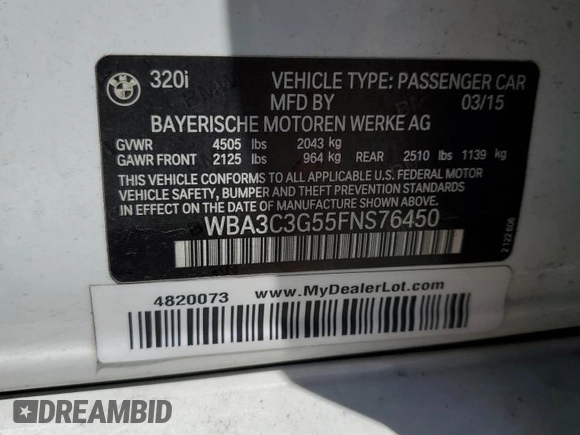 BMW
320i VEHICLE TYPE: PASSENGER CAR
MFD BY 03/15
BAYERISCHE MOTOREN WERKE AG
GVWR 4505 lbs 2043 kg
GAWR FRONT 2125 lbs 964 kg REAR 2510 lbs 1139 kg
THIS VEHICLE CONFORMS TO ALL APPLICABLE U.S. FEDERAL MOTOR
VEHICLE SAFETY, BUMPER AND THEFT PREVENTION STANDARDS
IN EFFECT ON THE DATE OF MANUFACTURE SHOWN ABOVE.
WBA3C3G55FNS76450
4820073 www.MyDealerLot.com
DREAMBID